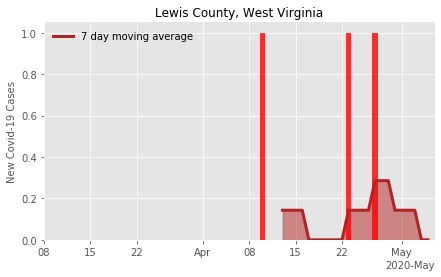 Lewis County, West Virginia
7 day moving average
New Covid-19 Cases
1.0
0.8
0.6
0.4
0.2
0.0
08 15 22 Apr 08 15 22 May
2020-May